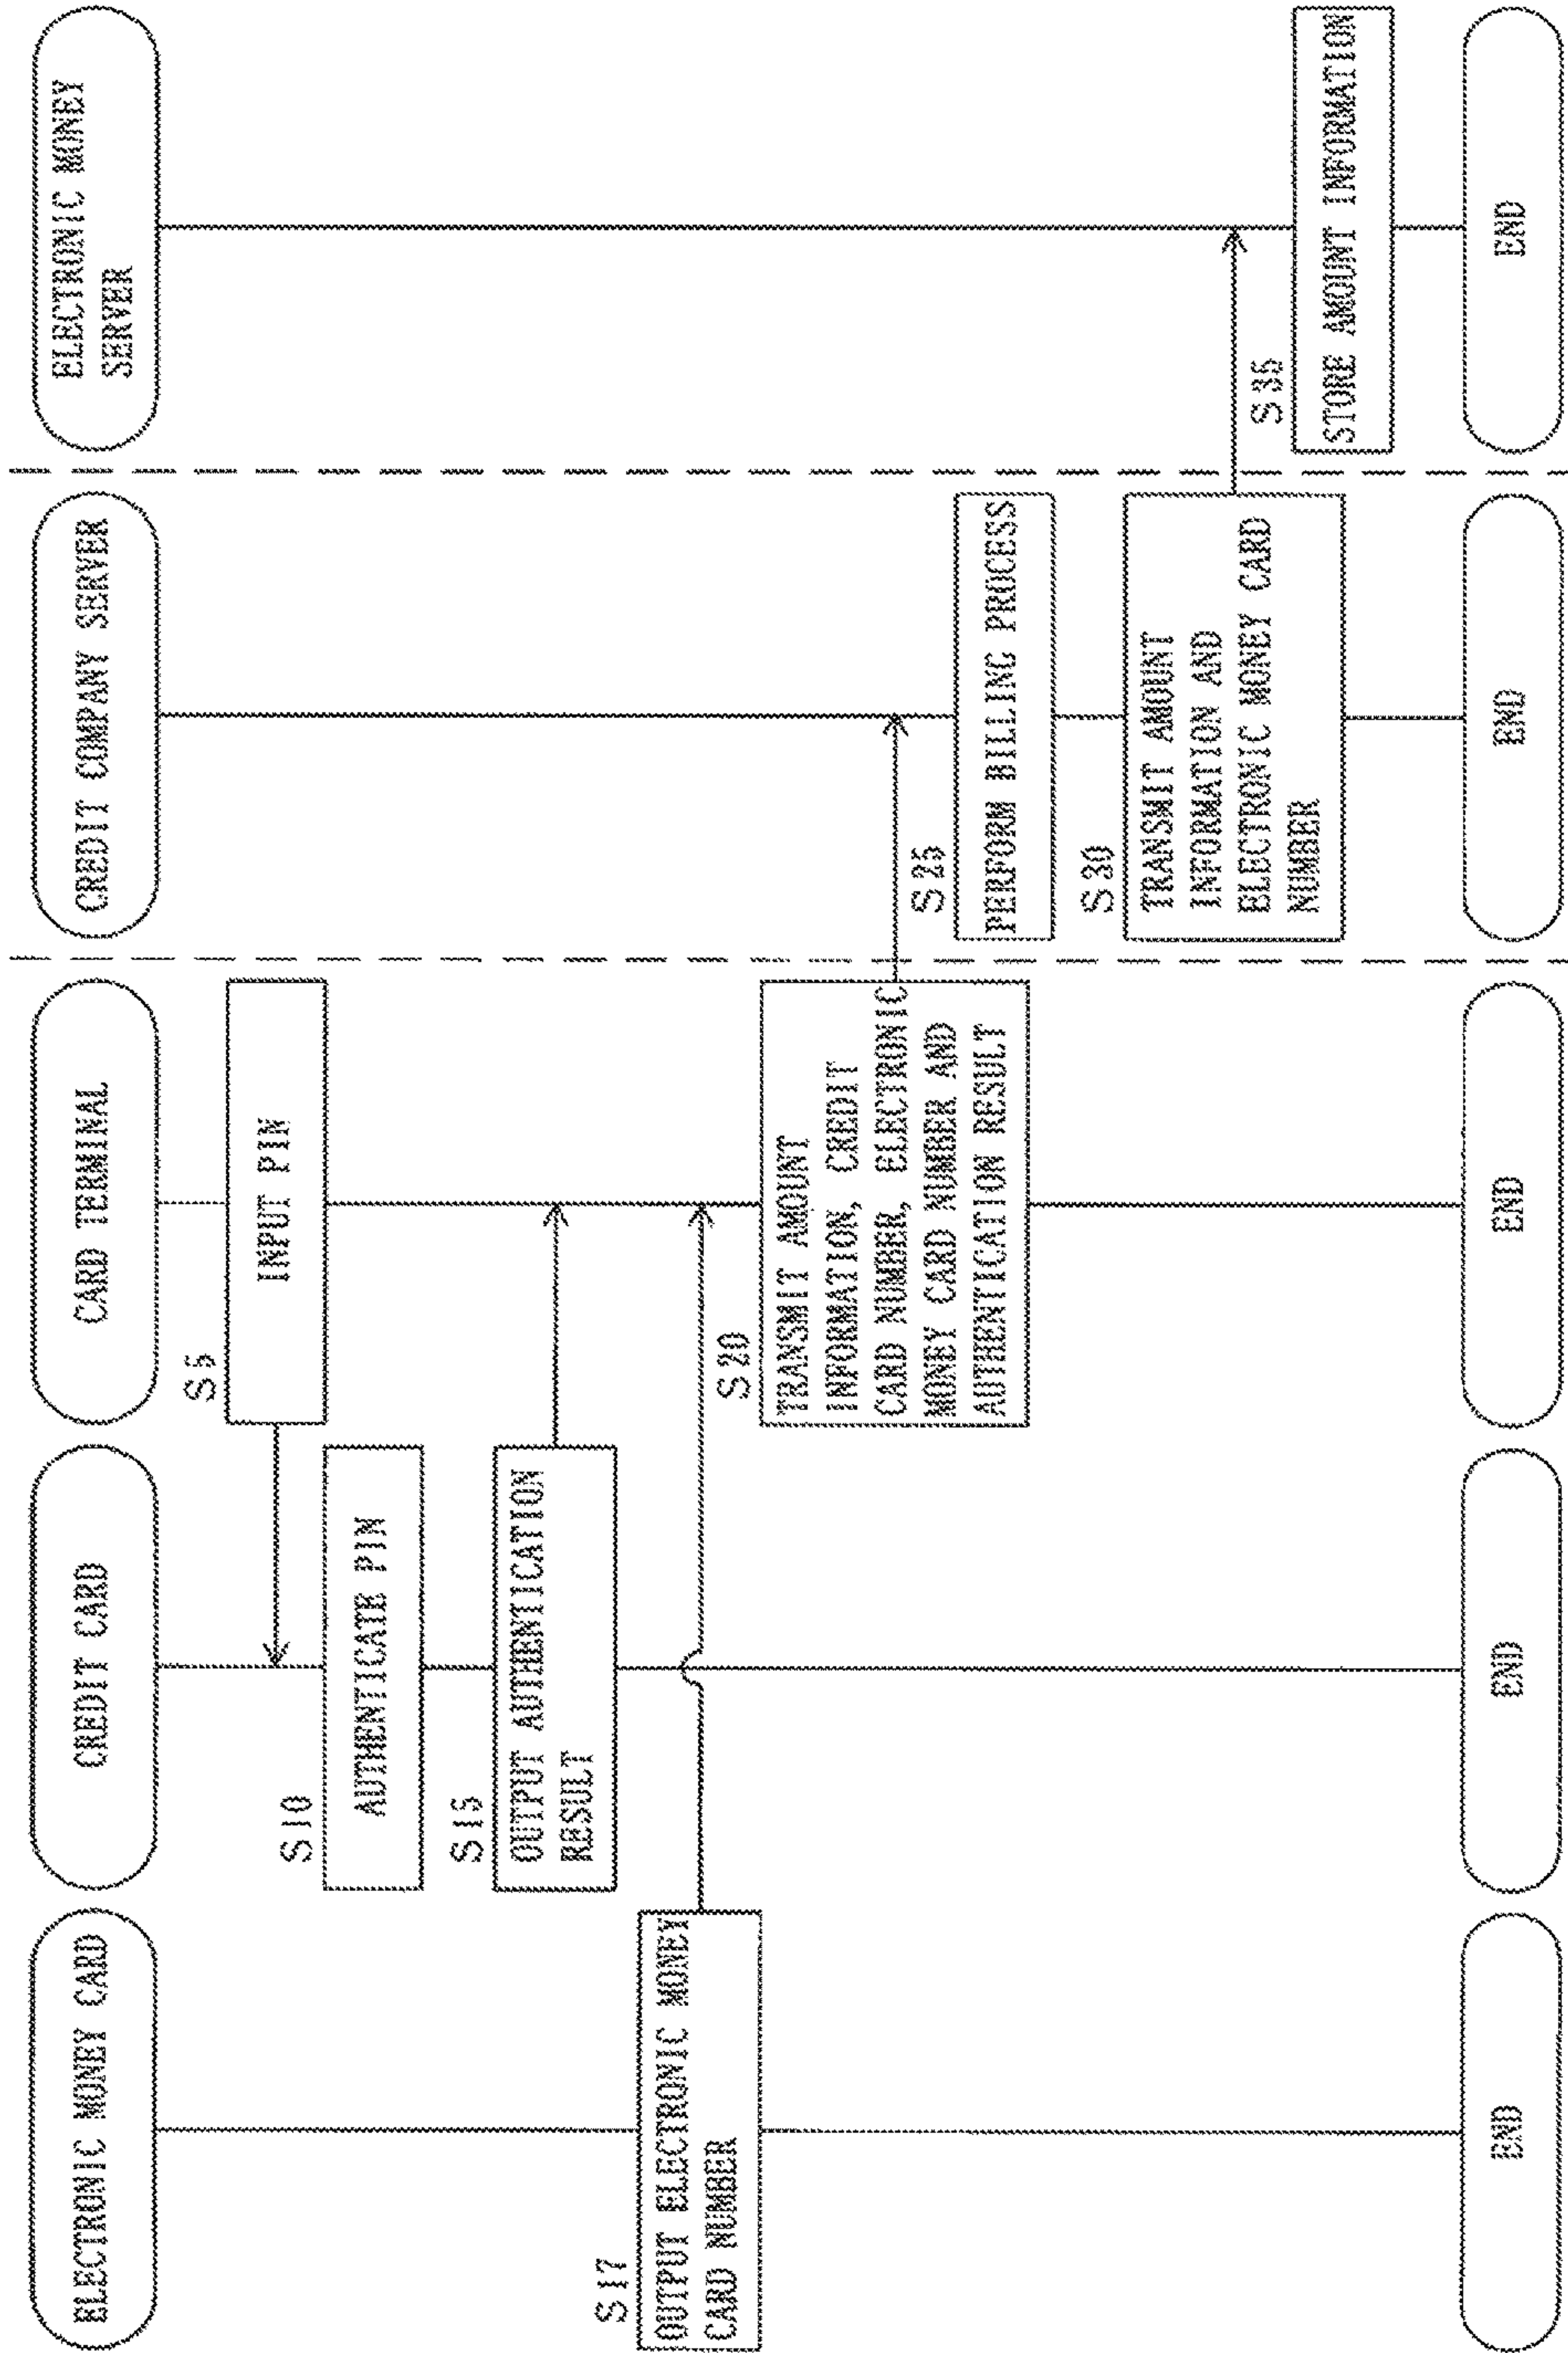 ELECTRONIC MONEY CARD
CREDIT CARD
CARD TERMINAL
CREDIT COMPANY SERVER
ELECTRONIC MONEY
SERVER
S5
INPUT PIN
S10
AUTHENTICATE PIN
S15
OUTPUT AUTHENTICATION
RESULT
S17
OUTPUT ELECTRONIC MONEY
CARD NUMBER
S20
TRANSMIT AMOUNT
INFORMATION, CREDIT
CARD NUMBER, ELECTRONIC
MONEY CARD NUMBER AND
AUTHENTICATION RESULT
S25
PERFORM BILLING PROCESS
S30
TRANSMIT AMOUNT
INFORMATION AND
ELECTRONIC MONEY CARD
NUMBER
S35
STORE AMOUNT INFORMATION
END
END
END
END
END